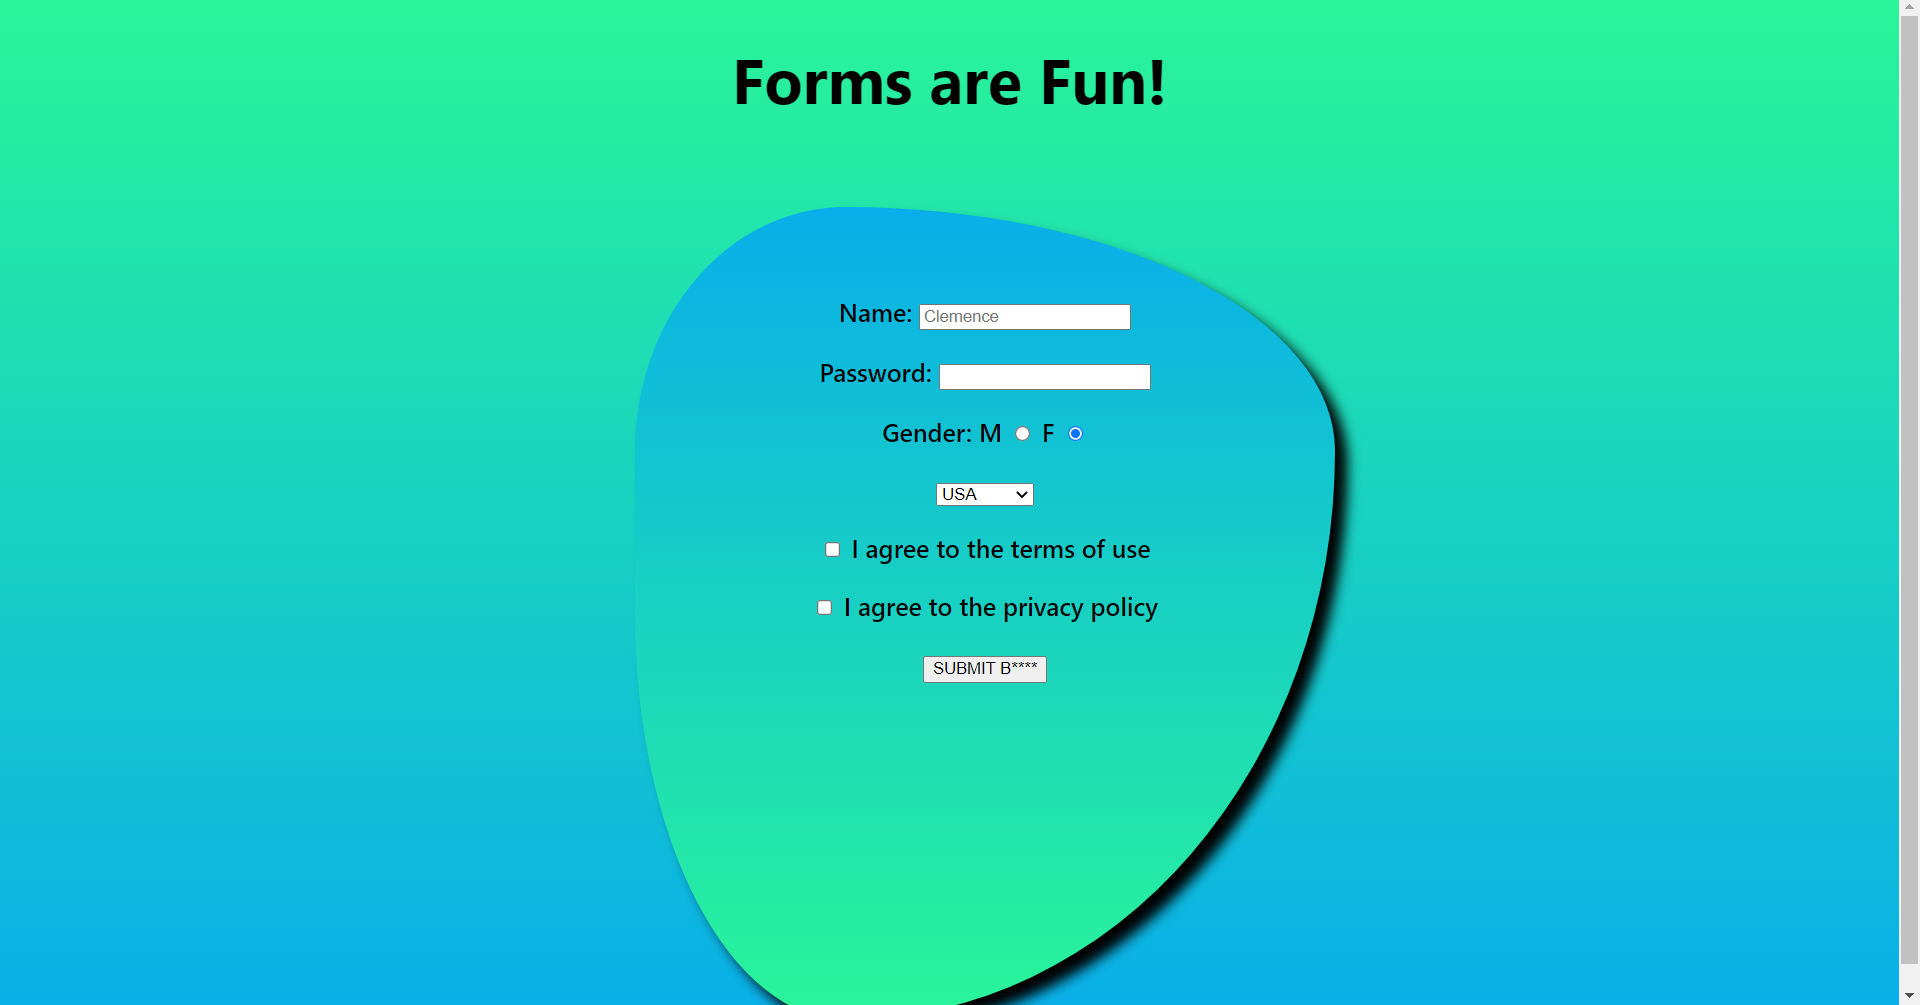 Forms are Fun!
Name: Clemence
Password:
Gender: M F
USA
I agree to the terms of use
I agree to the privacy policy
SUBMIT B****